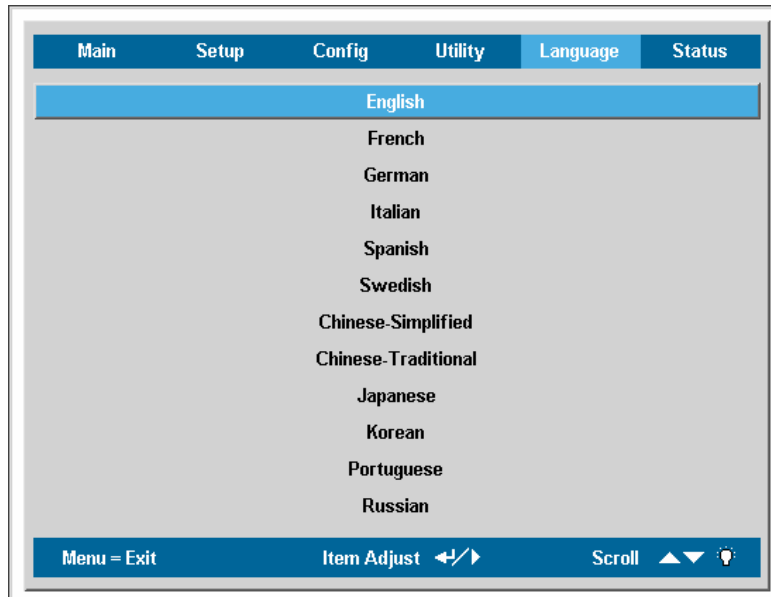 Main Setup Config Utility Language Status
English
French
German
Italian
Spanish
Swedish
Chinese-Simplified
Chinese-Traditional
Japanese
Korean
Portuguese
Russian
Menu = Exit Item Adjust Scroll